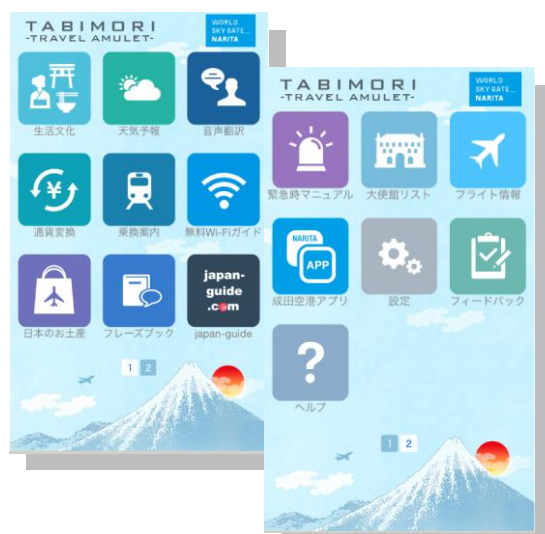 TABIMORI
-TRAVEL AMULET-
WORLD
SKY GATE_
NARITA
生活文化
天気予報
音声翻訳
通貨変換
乗換案内
無料Wi-Fiガイド
japan-
guide
.com
日本のお土産
フレーズブック
japan-guide
1 2
TABIMORI
-TRAVEL AMULET-
WORLD
SKY GATE_
NARITA
緊急時マニュアル
大使館リスト
フライト情報
NARITA
APP
成田空港アプリ
設定
フィードバック
?
ヘルプ
1 2